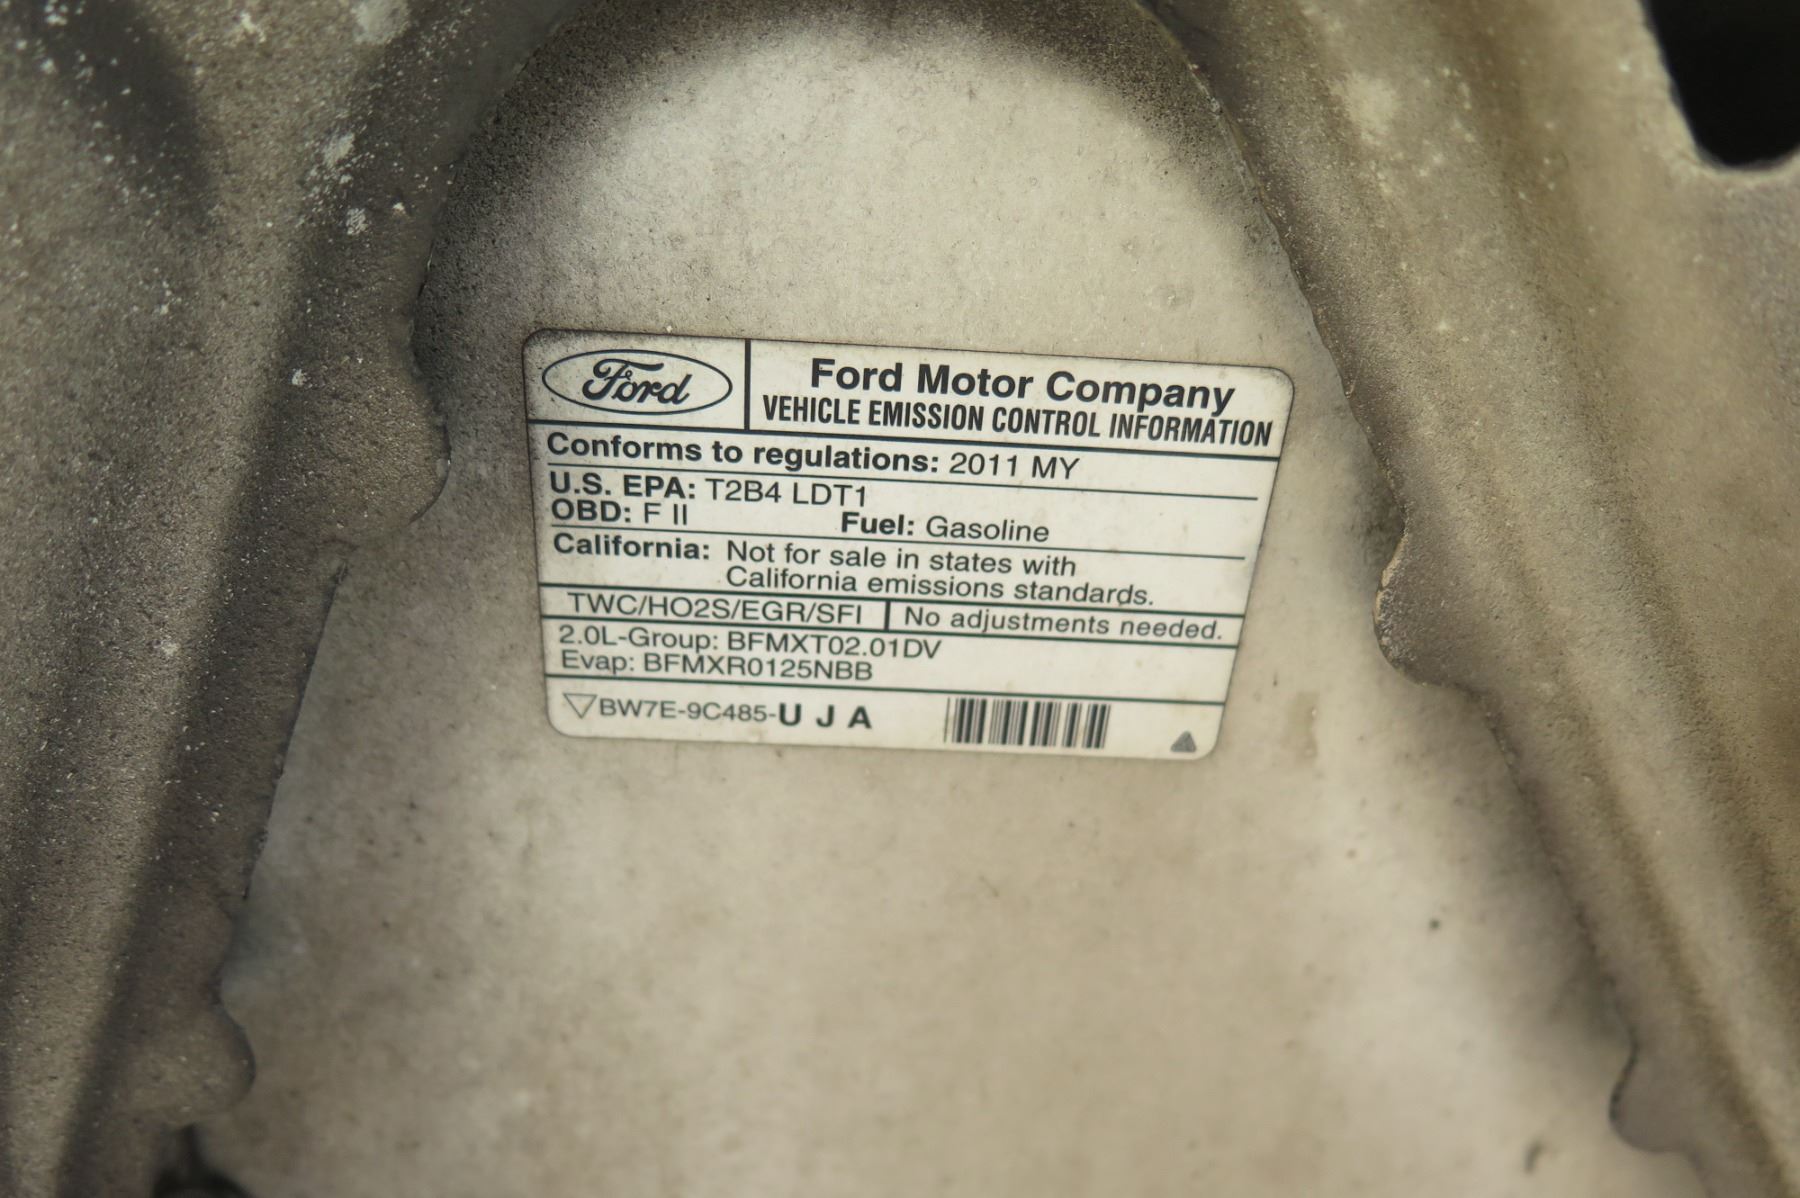 Ford
Ford Motor Company
VEHICLE EMISSION CONTROL INFORMATION
Conforms to regulations: 2011 MY
U.S. EPA: T2B4 LDT1
OBD: F II Fuel: Gasoline
California: Not for sale in states with
California emissions standards.
TWC/HO2S/EGR/SFI No adjustments needed.
2.0L-Group: BFMXT02.01DV
Evap: BFMXR0125NBB
BW7E-9C485-U J A